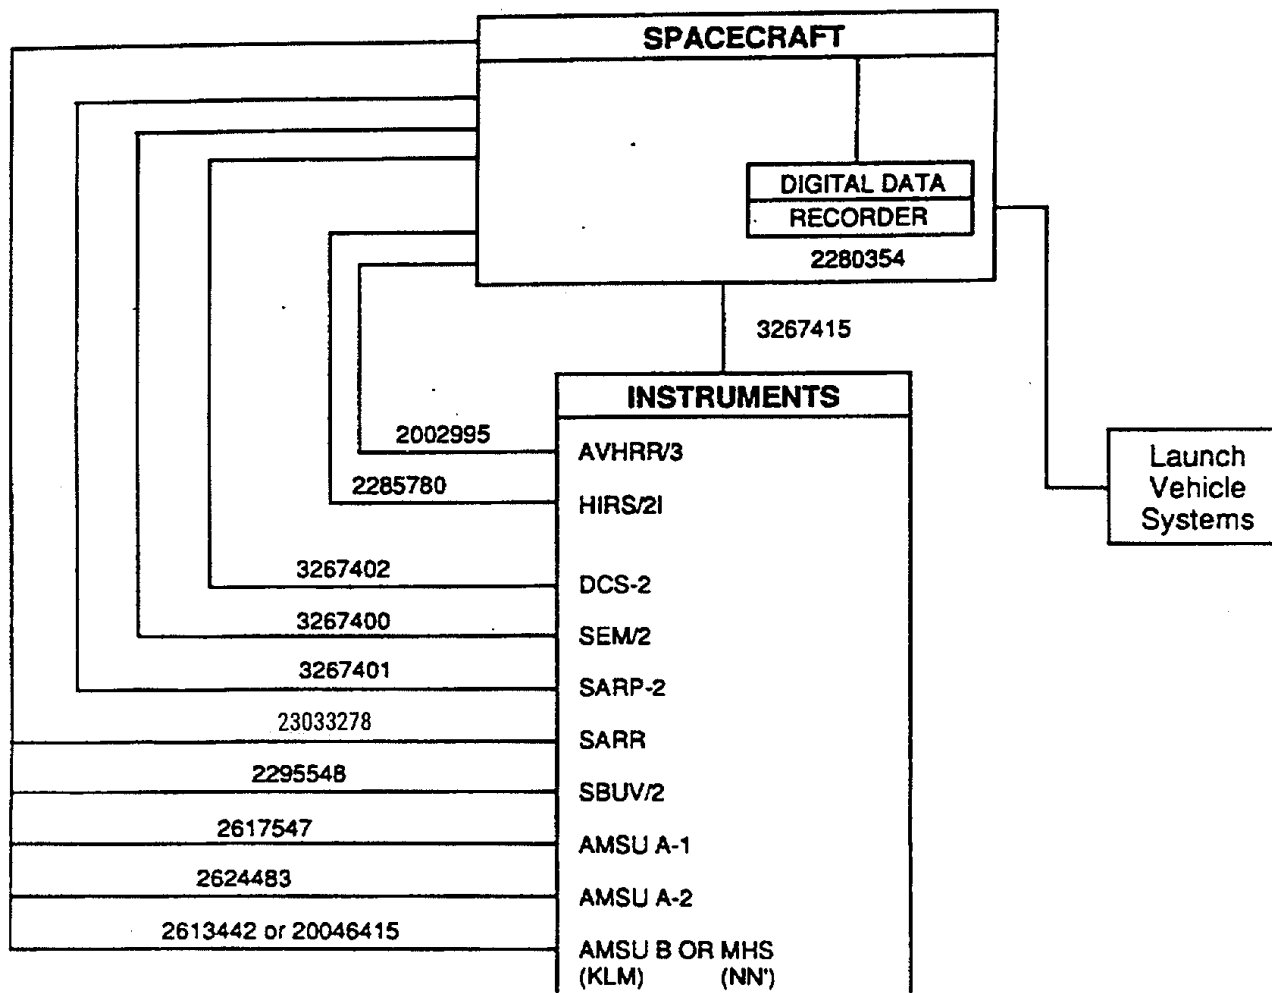 SPACECRAFT
DIGITAL DATA
RECORDER
2280354
3267415
INSTRUMENTS
2002995
AVHRR/3
2285780
HIRS/2I
Launch
Vehicle
Systems
3267402
DCS-2
3267400
SEM/2
3267401
SARP-2
23033278
SARR
2295548
SBUV/2
2617547
AMSU A-1
2624483
AMSU A-2
2613442 or 20046415
AMSU B OR MHS
(KLM) (NN')